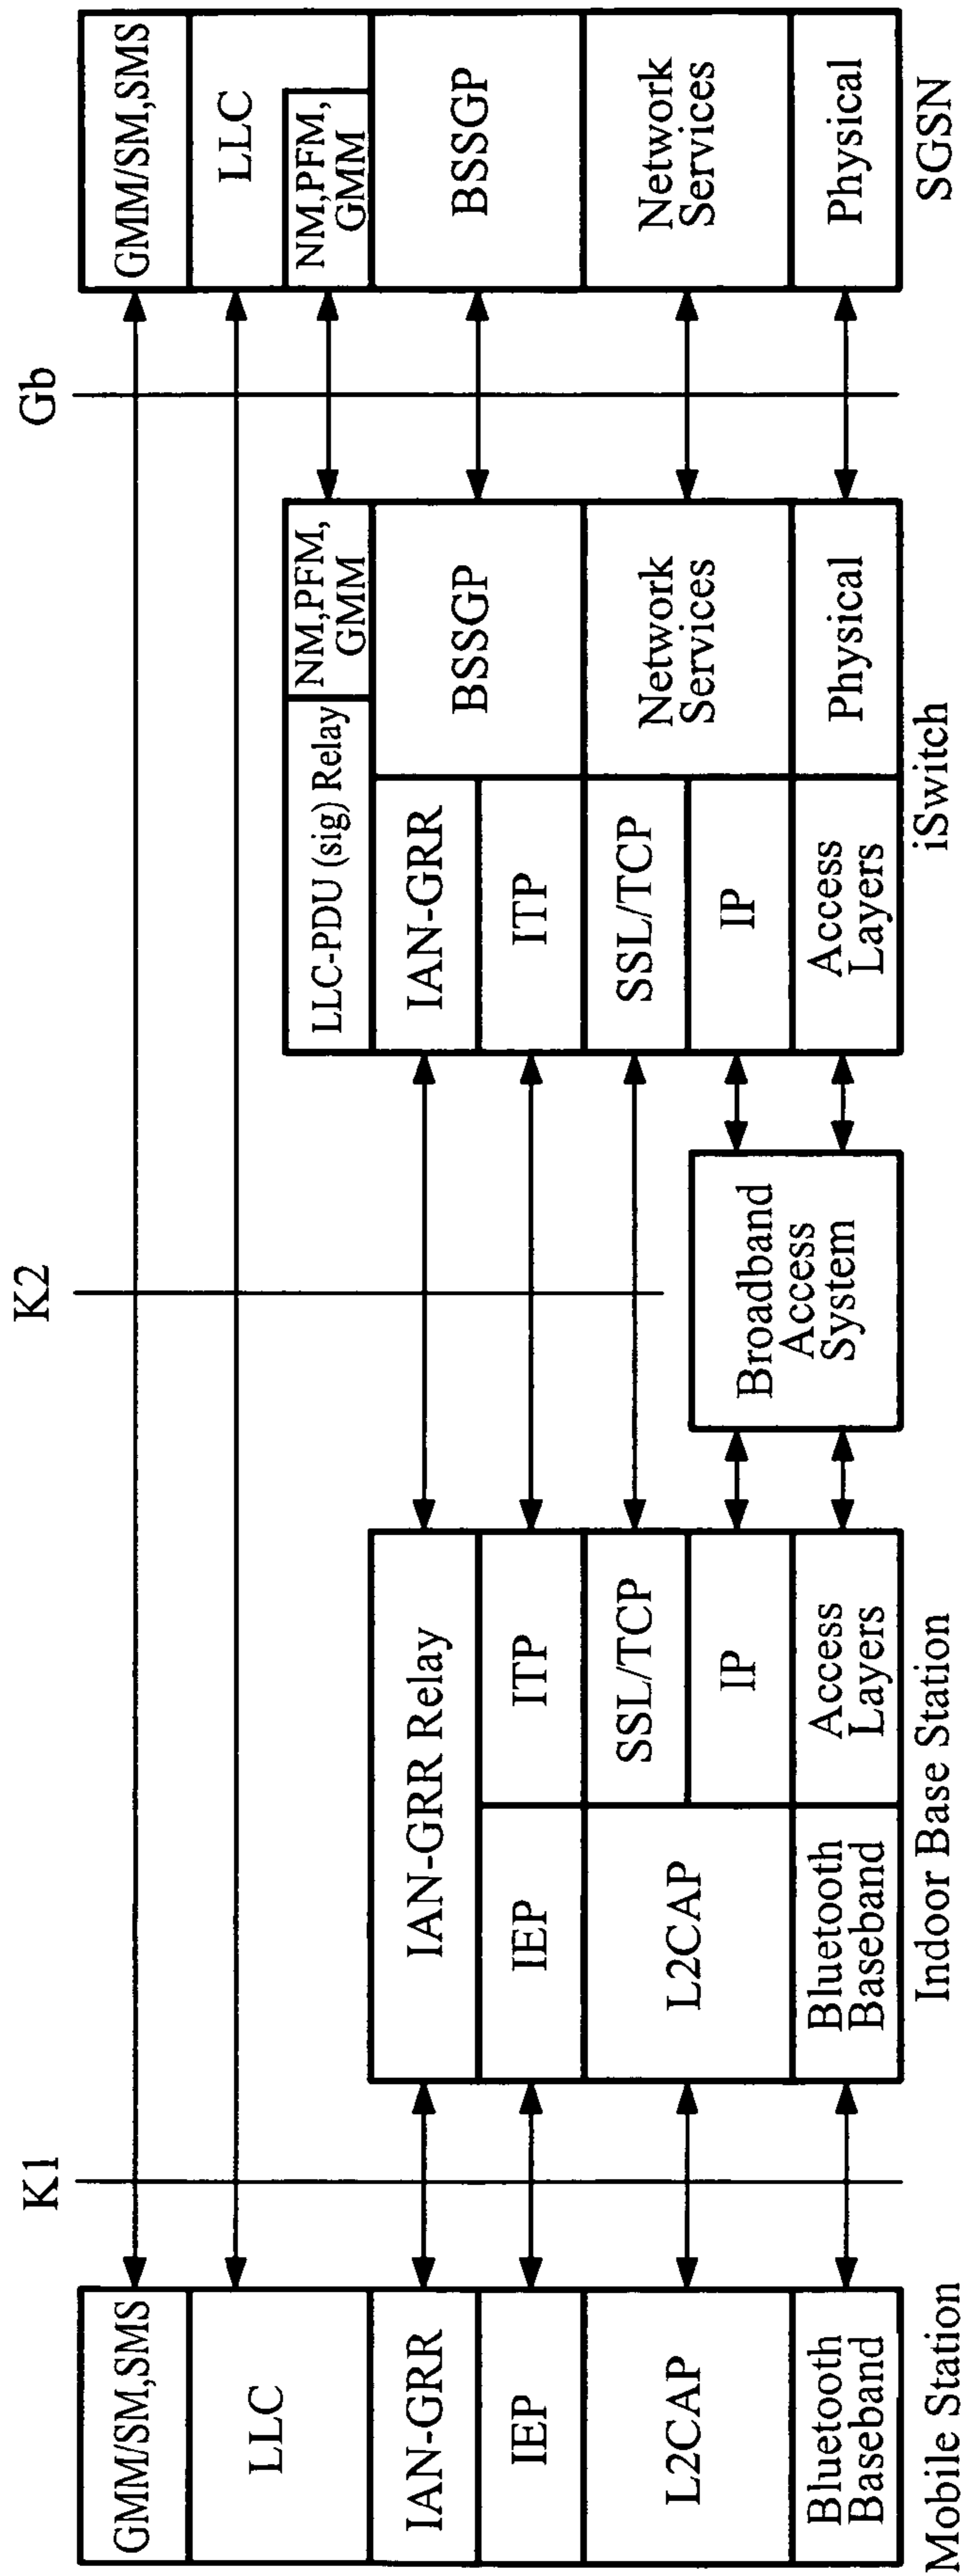 K1
K2
Gb
GMM/SM,SMS
LLC
IAN-GRR
IEP
L2CAP
Bluetooth
Baseband
Mobile Station
IAN-GRR Relay
IEP
ITP
L2CAP
SSL/TCP
IP
Bluetooth
Baseband
Access
Layers
Indoor Base Station
Broadband
Access
System
LLC-PDU (sig) Relay
NM,PFM,
GMM
IAN-GRR
BSSGP
ITP
SSL/TCP
Network
Services
IP
Access
Layers
Physical
iSwitch
GMM/SM,SMS
LLC
NM,PFM,
GMM
BSSGP
Network
Services
Physical
SGSN